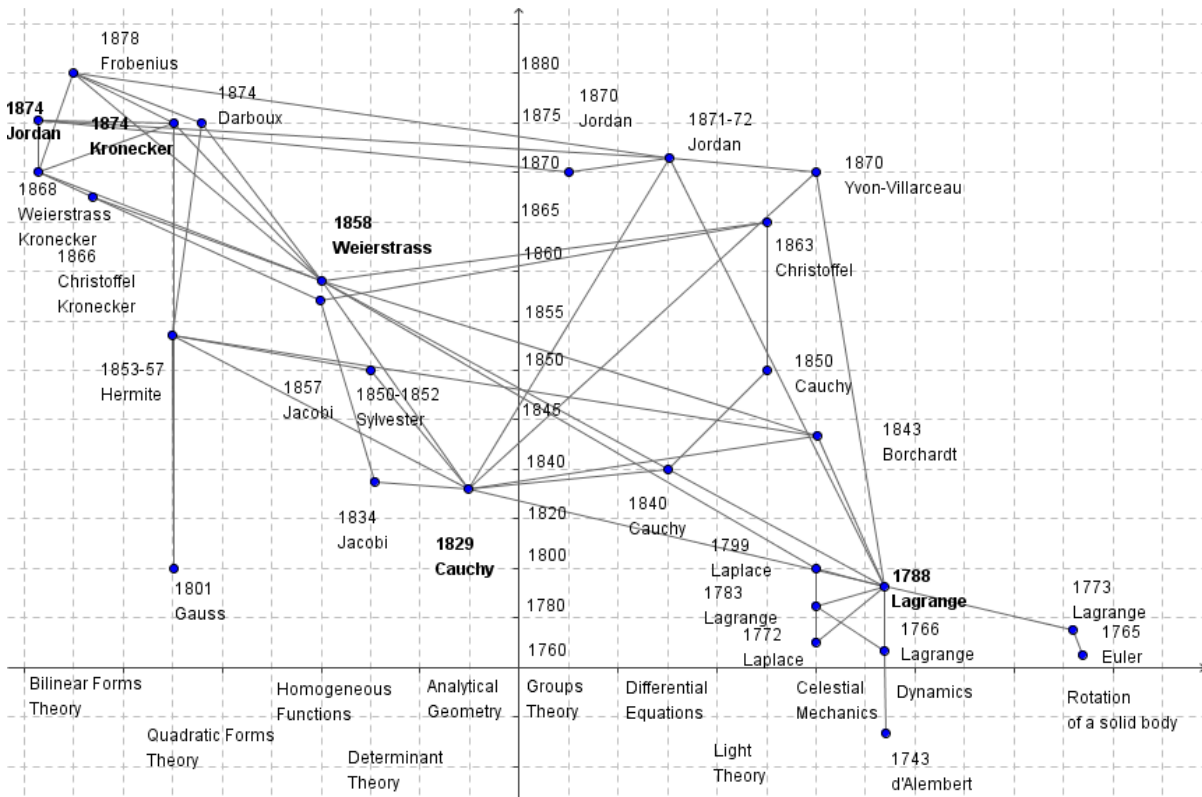 1878
Frobenius
1880
1874
Jordan
1874
Kronecker
1874
Darboux
1870
Jordan
1875
1871-72
Jordan
1870
1870
Yvon-Villarceau
1868
Weierstrass
Kronecker
1866
Christoffel
Kronecker
1865
1858
Weierstrass
1863
Christoffel
1860
1855
1853-57
Hermite
1857
Jacobi
1850-1852
Sylvester
1850
1850
Cauchy
1845
1843
Borchardt
1840
1840
Cauchy
1834
Jacobi
1829
Cauchy
1820
1799
Laplace
1800
1801
Gauss
1788
Lagrange
1783
Lagrange
1780
1773
Lagrange
1772
Laplace
1766
Lagrange
1765
Euler
1760
Bilinear Forms
Theory
Quadratic Forms
Theory
Homogeneous
Functions
Determinant
Theory
Analytical
Geometry
Groups
Theory
Differential
Equations
Light
Theory
Celestial
Mechanics
Dynamics
Rotation
of a solid body
1743
d'Alembert